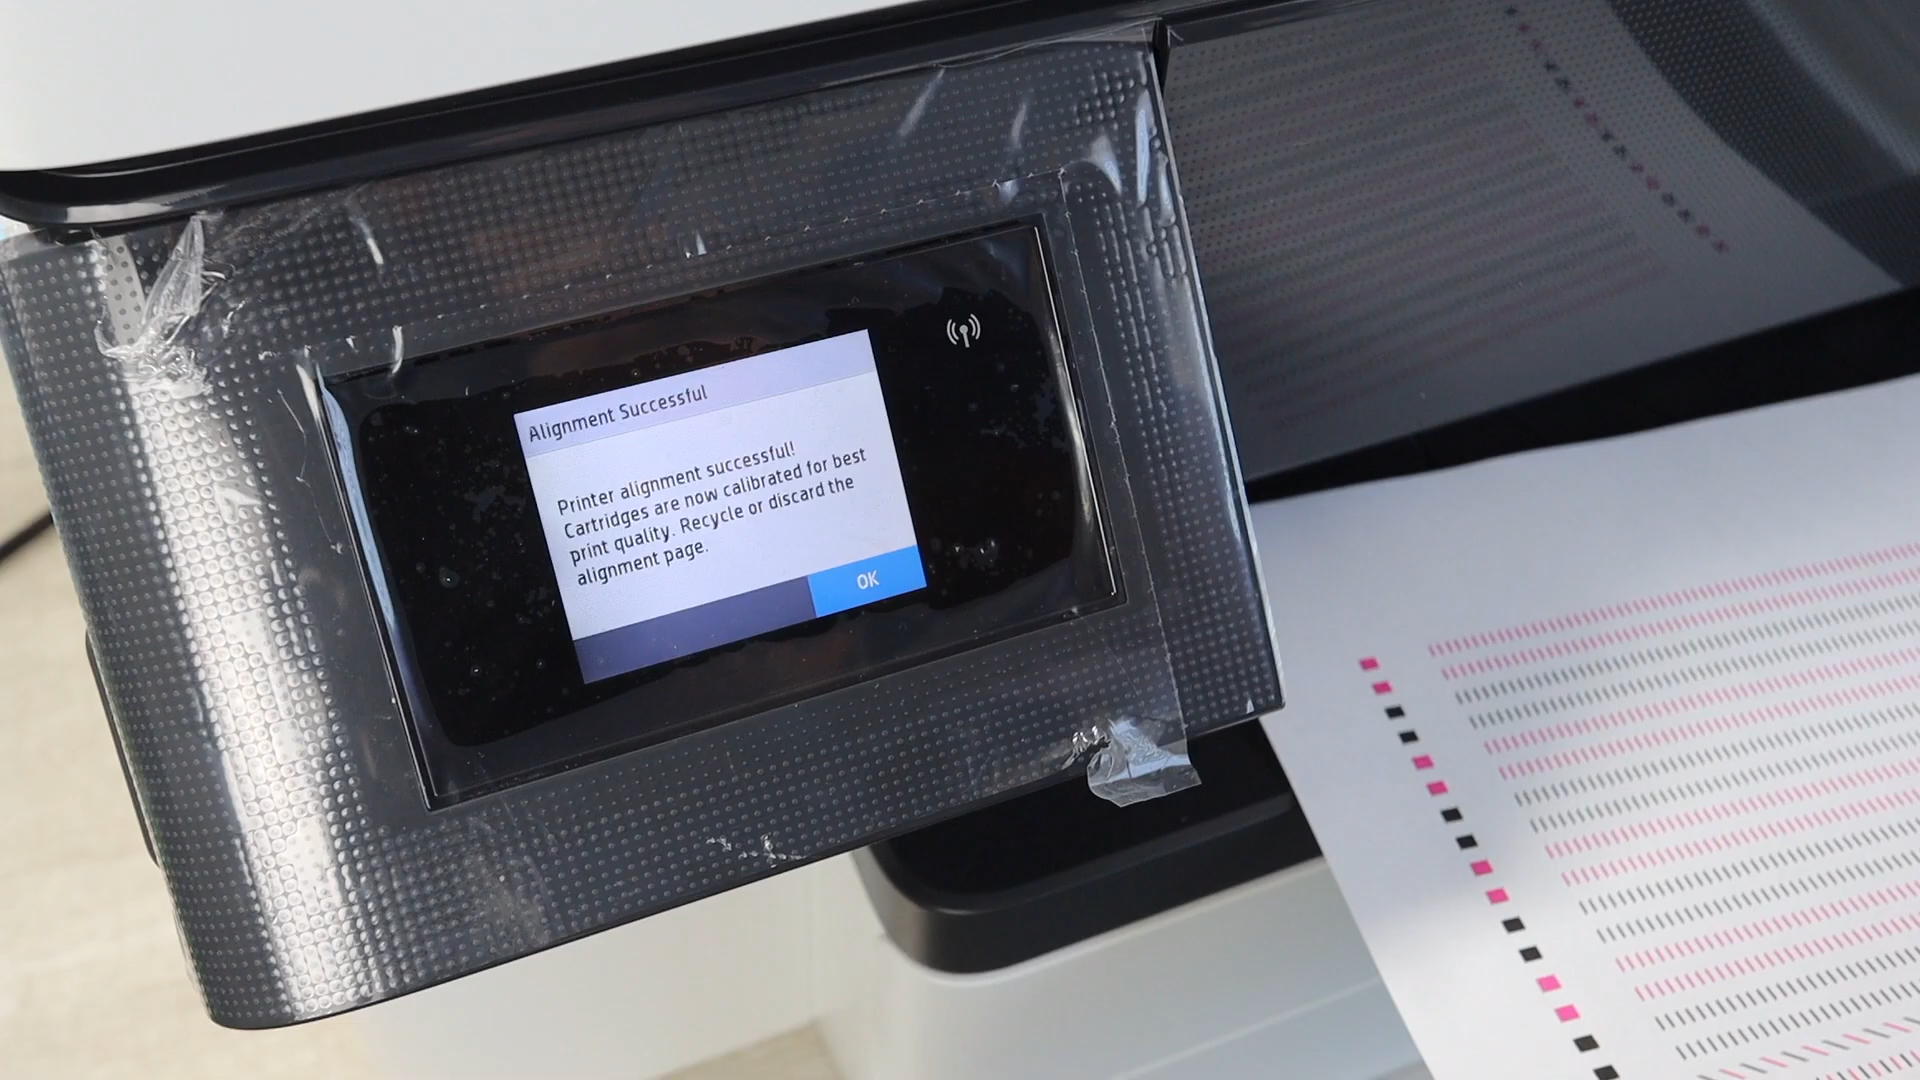 Alignment Successful
Printer alignment successful!
Cartridges are now calibrated for best
print quality. Recycle or discard the
alignment page.
OK